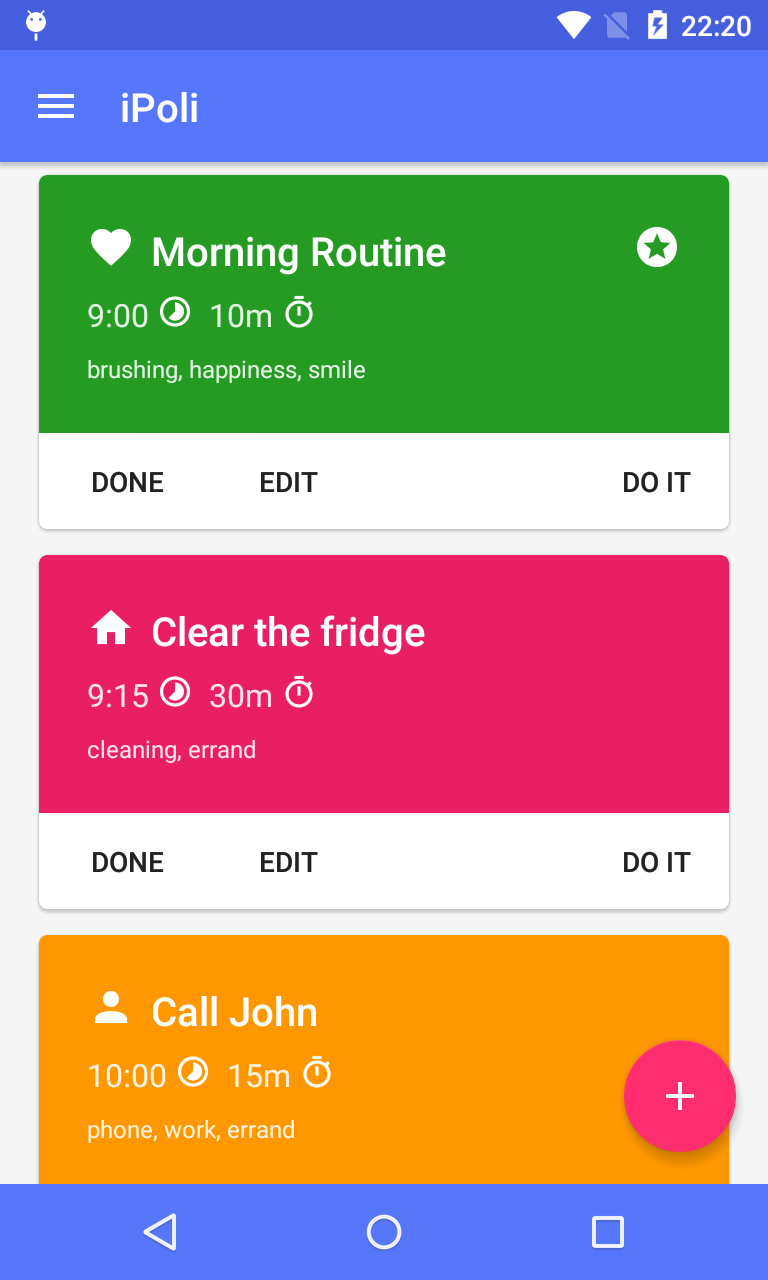 22:20
iPoli
Morning Routine
9:00 10m
brushing, happiness, smile
DONE EDIT DO IT
Clear the fridge
9:15 30m
cleaning, errand
DONE EDIT DO IT
Call John
10:00 15m
phone, work, errand